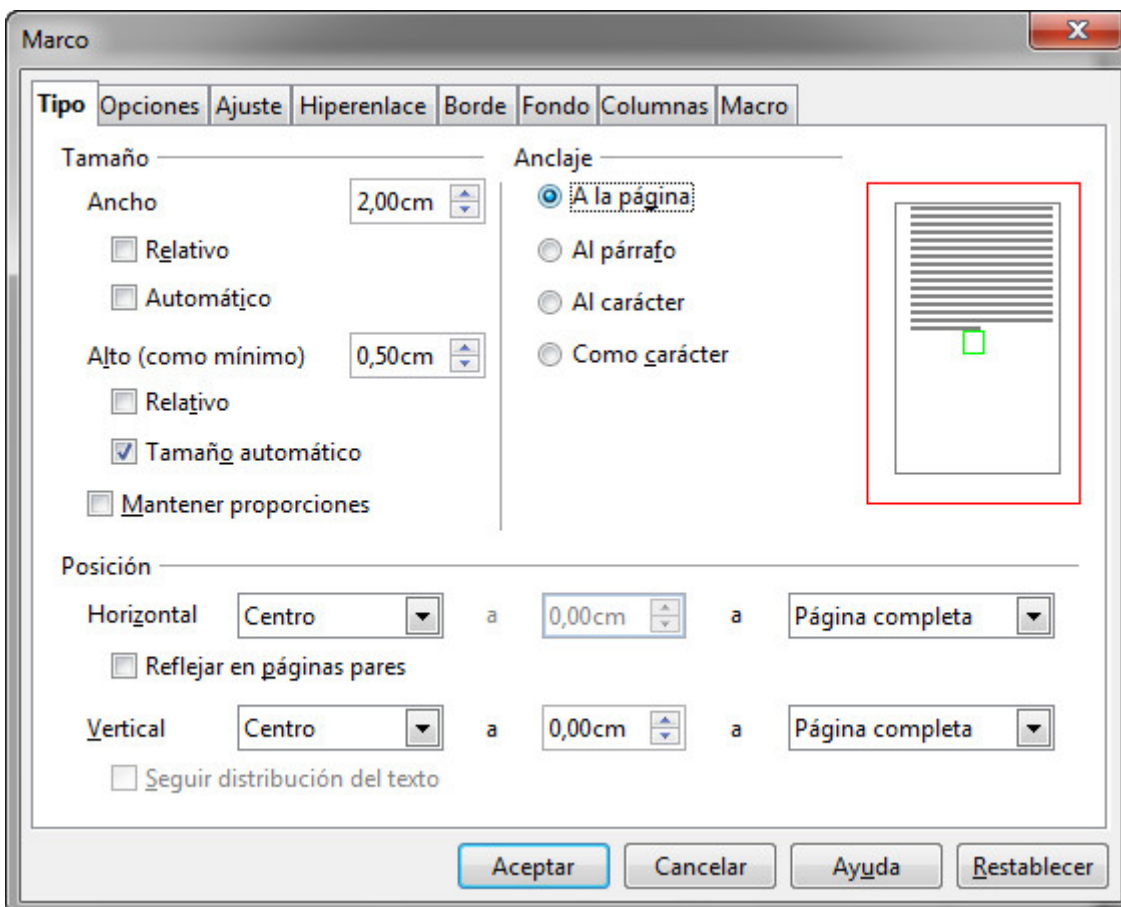 Marco
Tipo Opciones Ajuste Hiperenlace Borde Fondo Columnas Macro
Tamaño Anclaje
Ancho 2,00cm A la página
Relativo Al párrafo
Automático Al carácter
Alto (como mínimo) 0,50cm Como carácter
Relativo
Tamaño automático
Mantener proporciones
Posición
Horizontal Centro a 0,00cm a Página completa
Reflejar en páginas pares
Vertical Centro a 0,00cm a Página completa
Seguir distribución del texto
Aceptar Cancelar Ayuda Restablecer